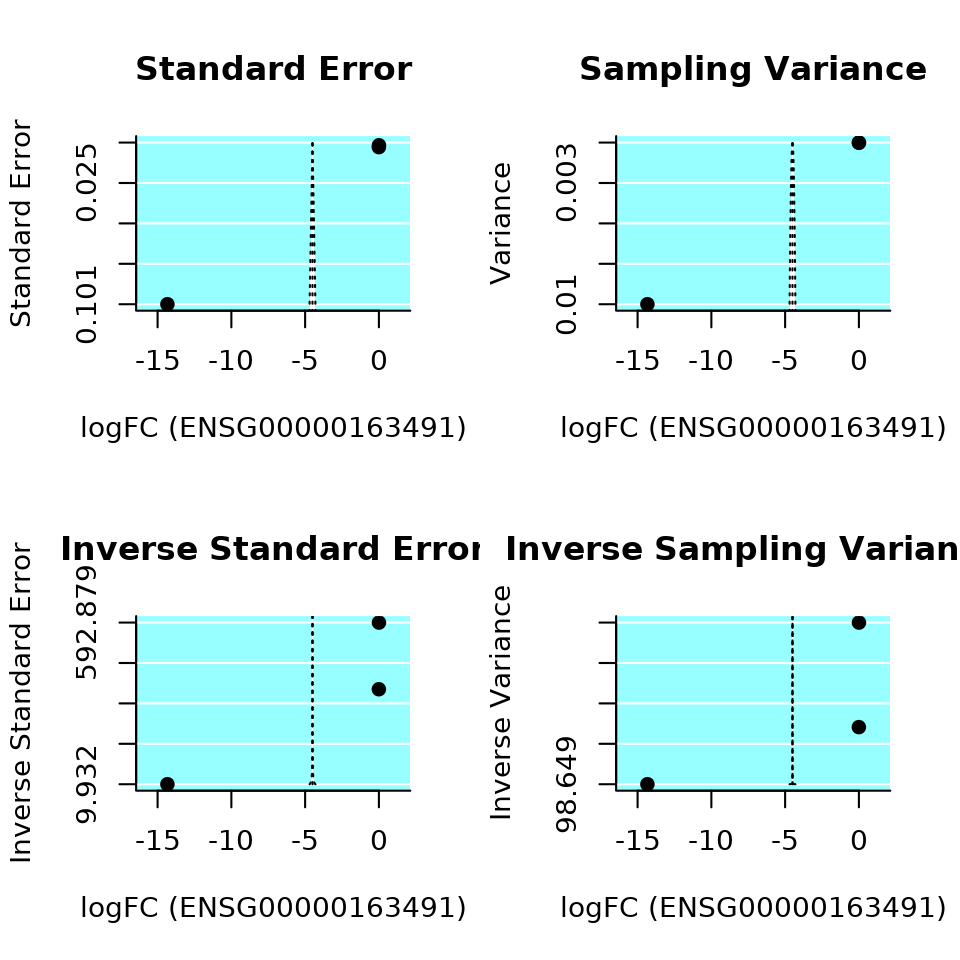 Standard Error
Standard Error
0.025
0.101
-15 -10 -5 0
logFC (ENSG00000163491)
Sampling Variance
Variance
0.003
0.01
-15 -10 -5 0
logFC (ENSG00000163491)
Inverse Standard Error
Inverse Standard Error
592.879
9.932
-15 -10 -5 0
logFC (ENSG00000163491)
Inverse Sampling Varian
Inverse Variance
98.649
-15 -10 -5 0
logFC (ENSG00000163491)